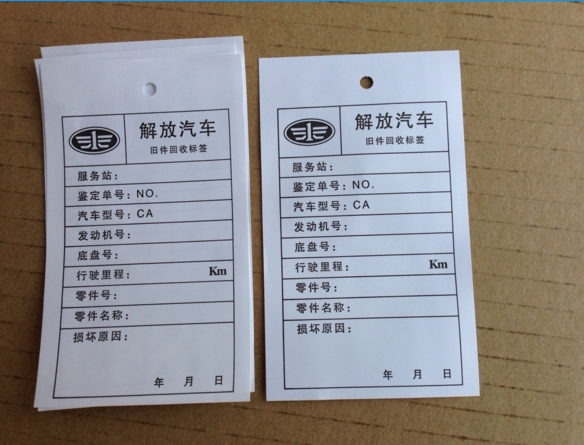 解放汽车
旧件回收标签
服务站:
鉴定单号: NO.
汽车型号: CA
发动机号:
底盘号:
行驶里程: Km
零件号:
零件名称:
损坏原因:
年 月 日
解放汽车
旧件回收标签
服务站:
鉴定单号: NO.
汽车型号: CA
发动机号:
底盘号:
行驶里程: Km
零件号:
零件名称:
损坏原因:
年 月 日